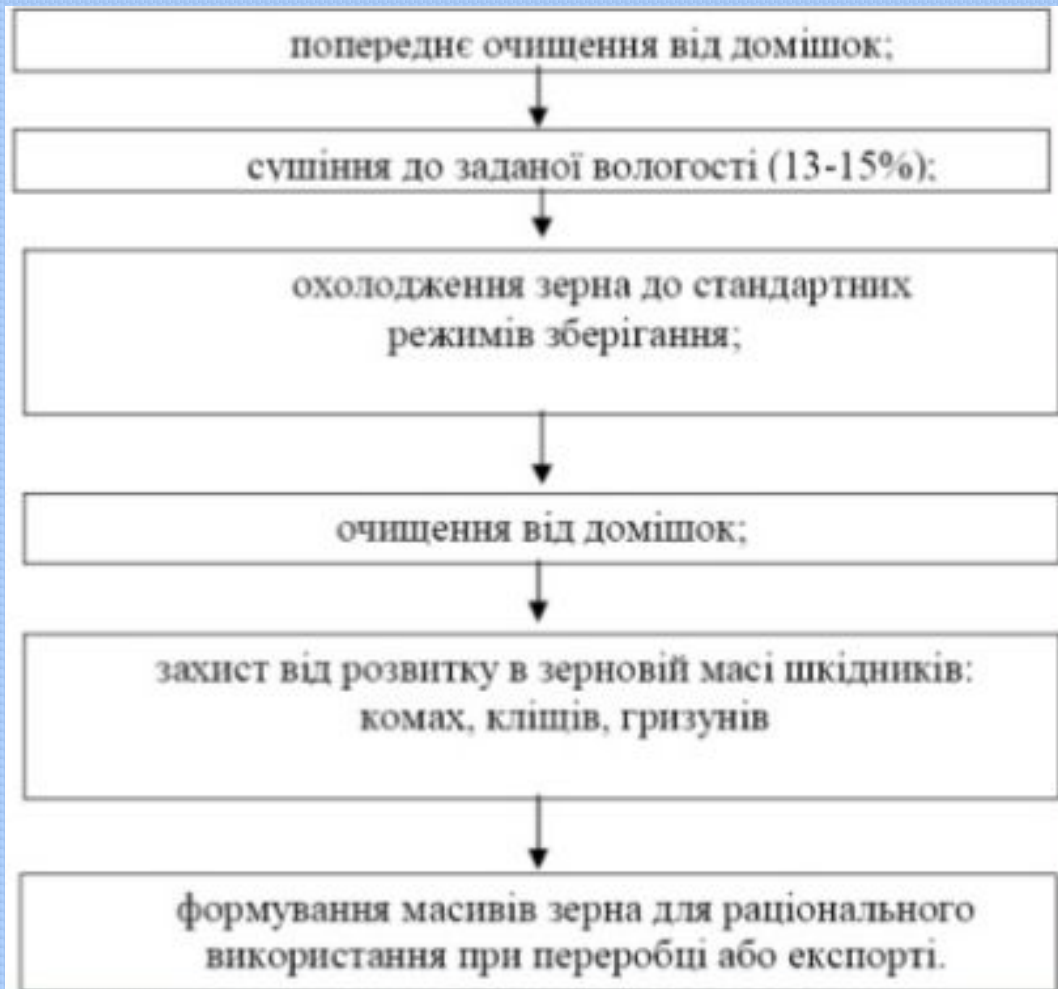 попереднє очищення від домішок;
сушіння до заданої вологості (13-15%);
охолодження зерна до стандартних
режимів зберігання;
очищення від домішок;
захист від розвитку в зерновій масі шкідників:
комах, кліщів, гризунів
формування масивів зерна для раціонального
використання при переробці або експорті.